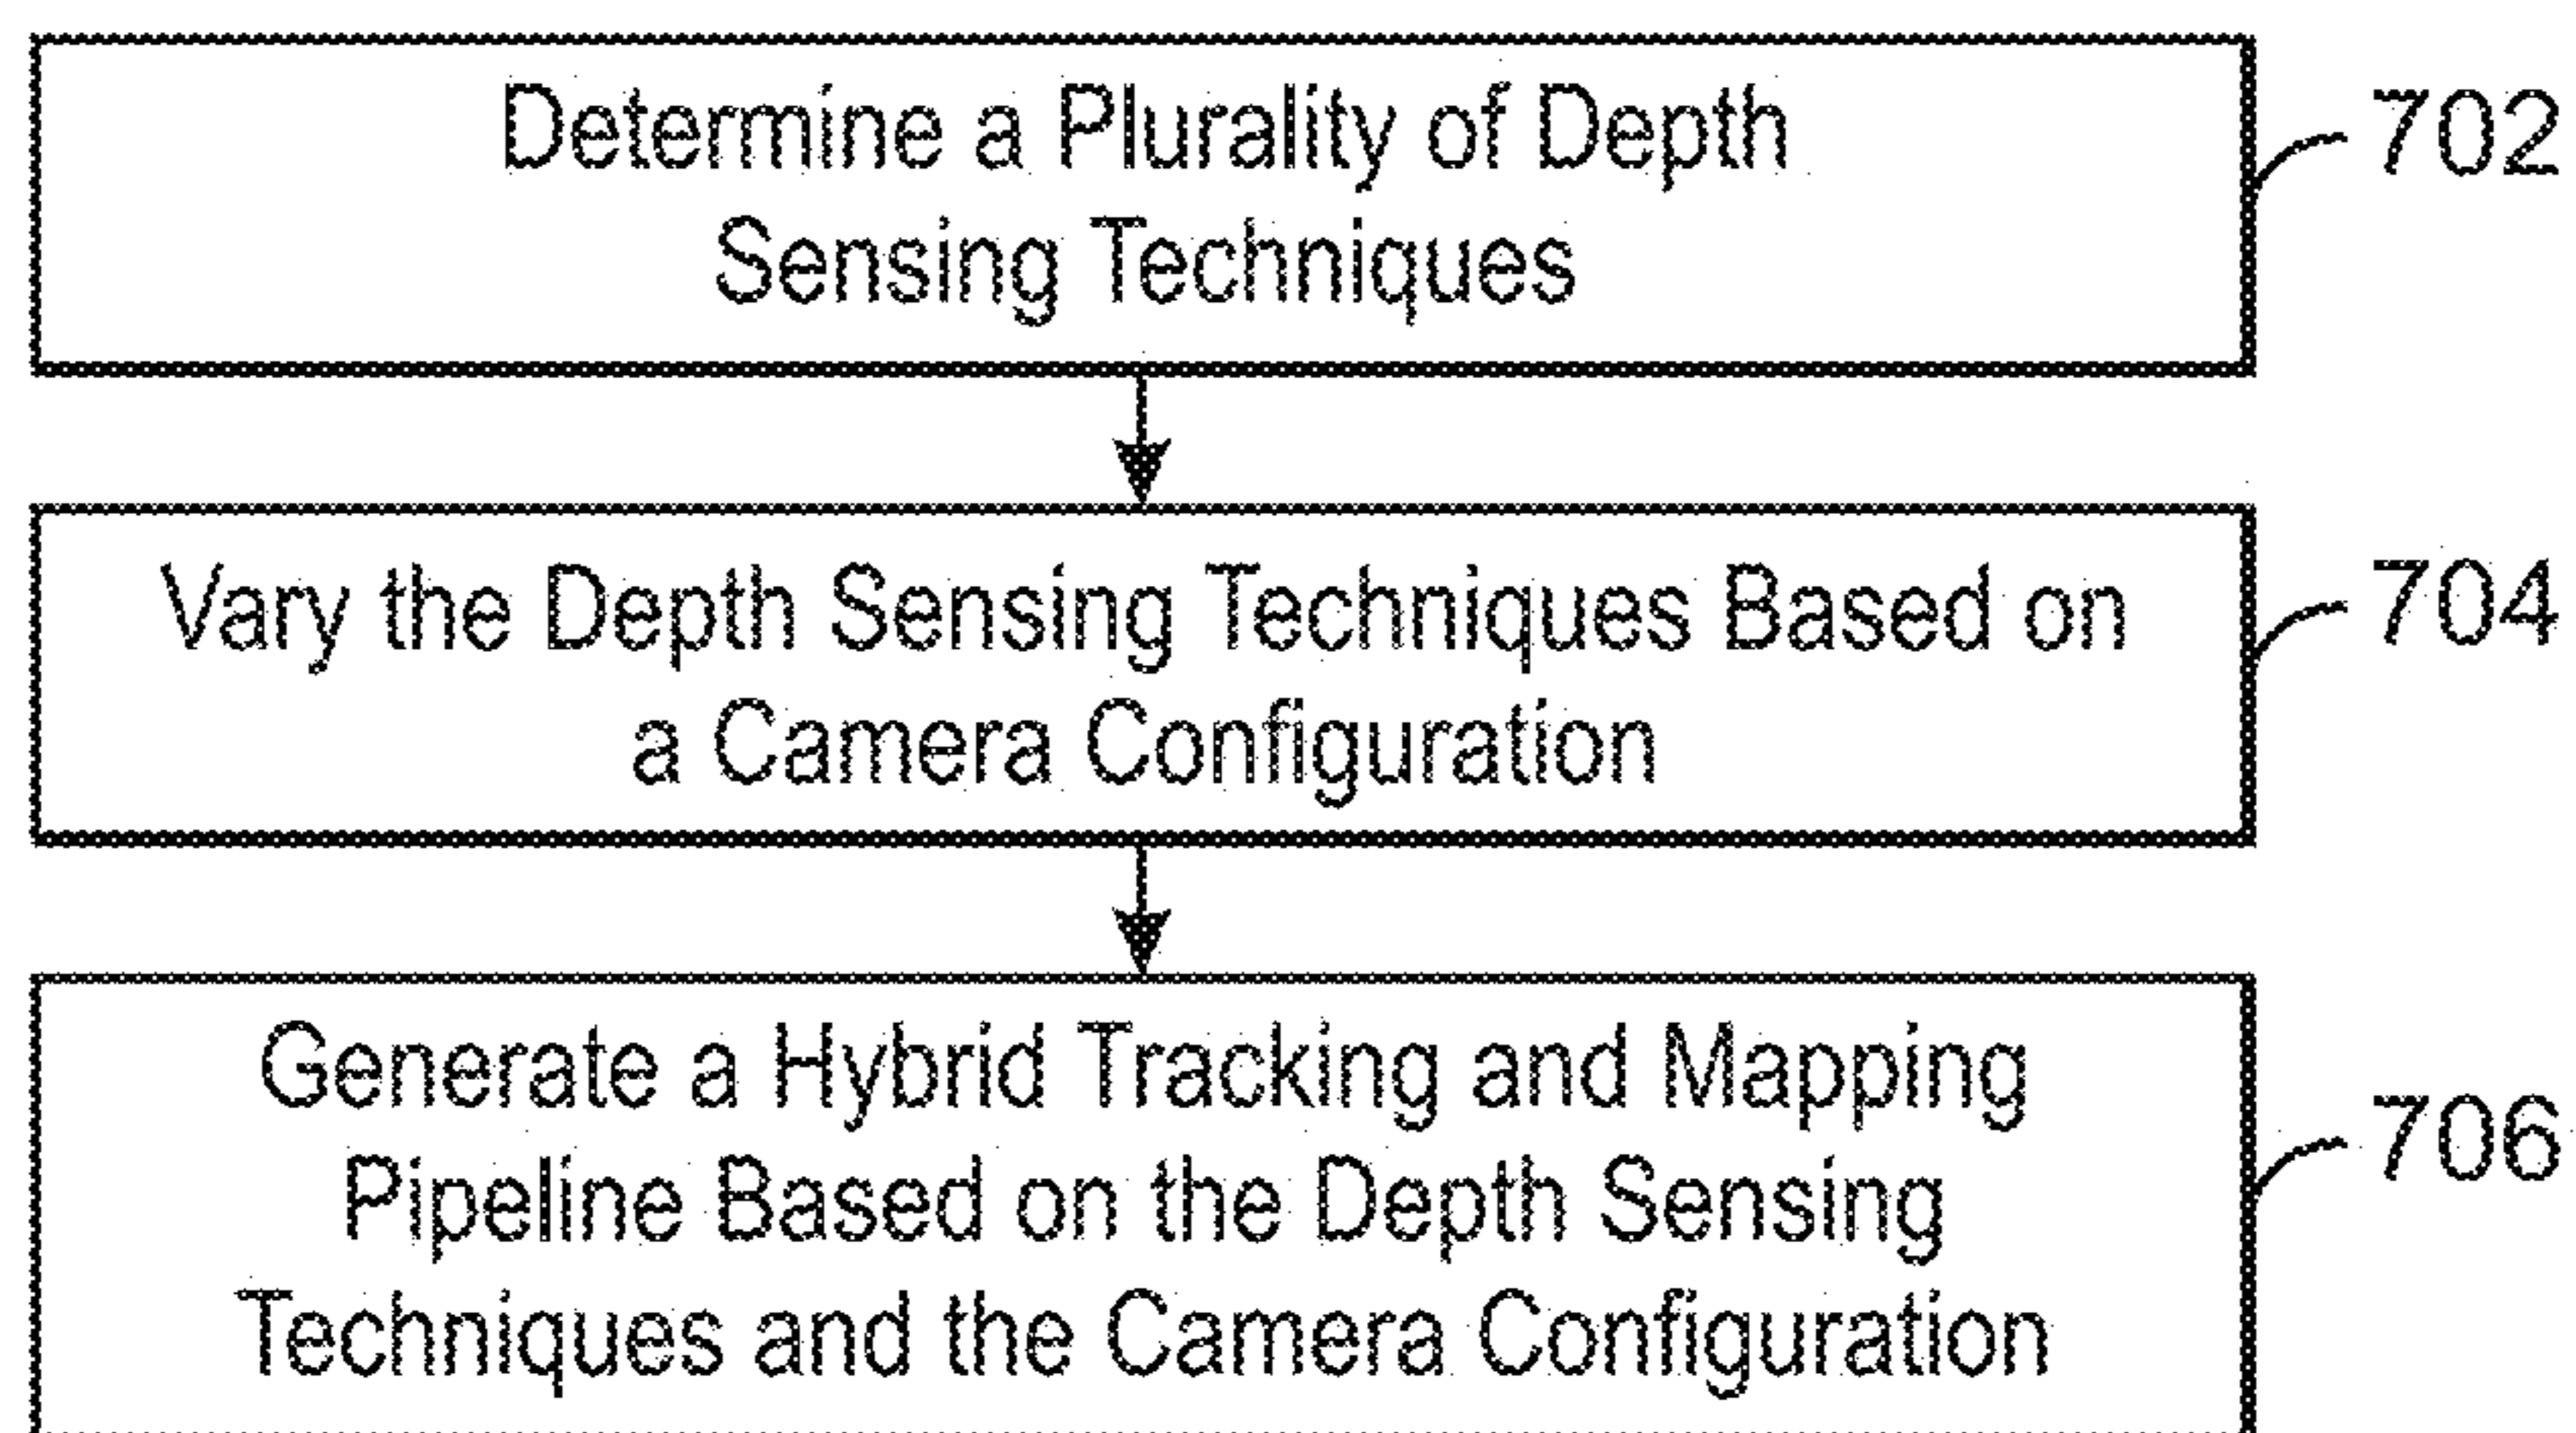 Determine a Plurality of Depth
Sensing Techniques
702
Vary the Depth Sensing Techniques Based on
a Camera Configuration
704
Generate a Hybrid Tracking and Mapping
Pipeline Based on the Depth Sensing
Techniques and the Camera Configuration
706